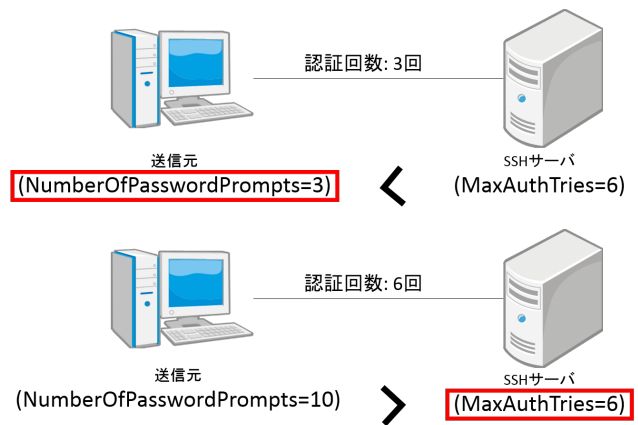 認証回数: 3回
送信元
SSHサーバ
(NumberOfPasswordPrompts=3)
<
(MaxAuthTries=6)
認証回数: 6回
送信元
SSHサーバ
(NumberOfPasswordPrompts=10)
>
(MaxAuthTries=6)